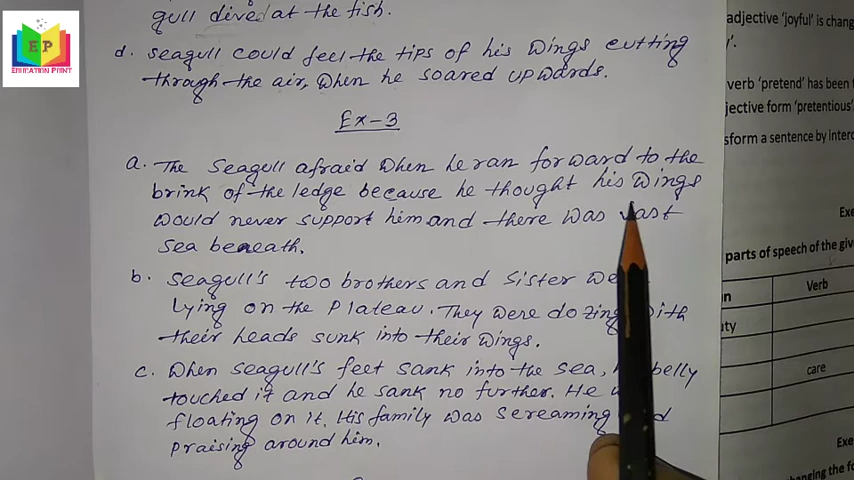 gull dived at the fish.
EP
EDUCATION POINT
d. Seagull could feel the tips of his wings cutting
through the air, when he soared upwards.
Ex-3
a. The Seagull afraid when he ran forward to the
brink of the ledge because he thought his wings
would never support him and there was vast
sea beneath.
b. Seagull's two brothers and sister
lying on the Plateau. They were dozing with
their heads sunk into their wings.
c. When Seagull's feet sank into the sea, belly
touched it and he sank no further. He
floating on it. His family was screaming
Praising around him.
adjective 'joyful' is chang
verb 'pretend' has been
jective form 'pretentious'
sform a sentence by interc
Exe
parts of speech of the giv
Verb
care
Exe
changing the fo